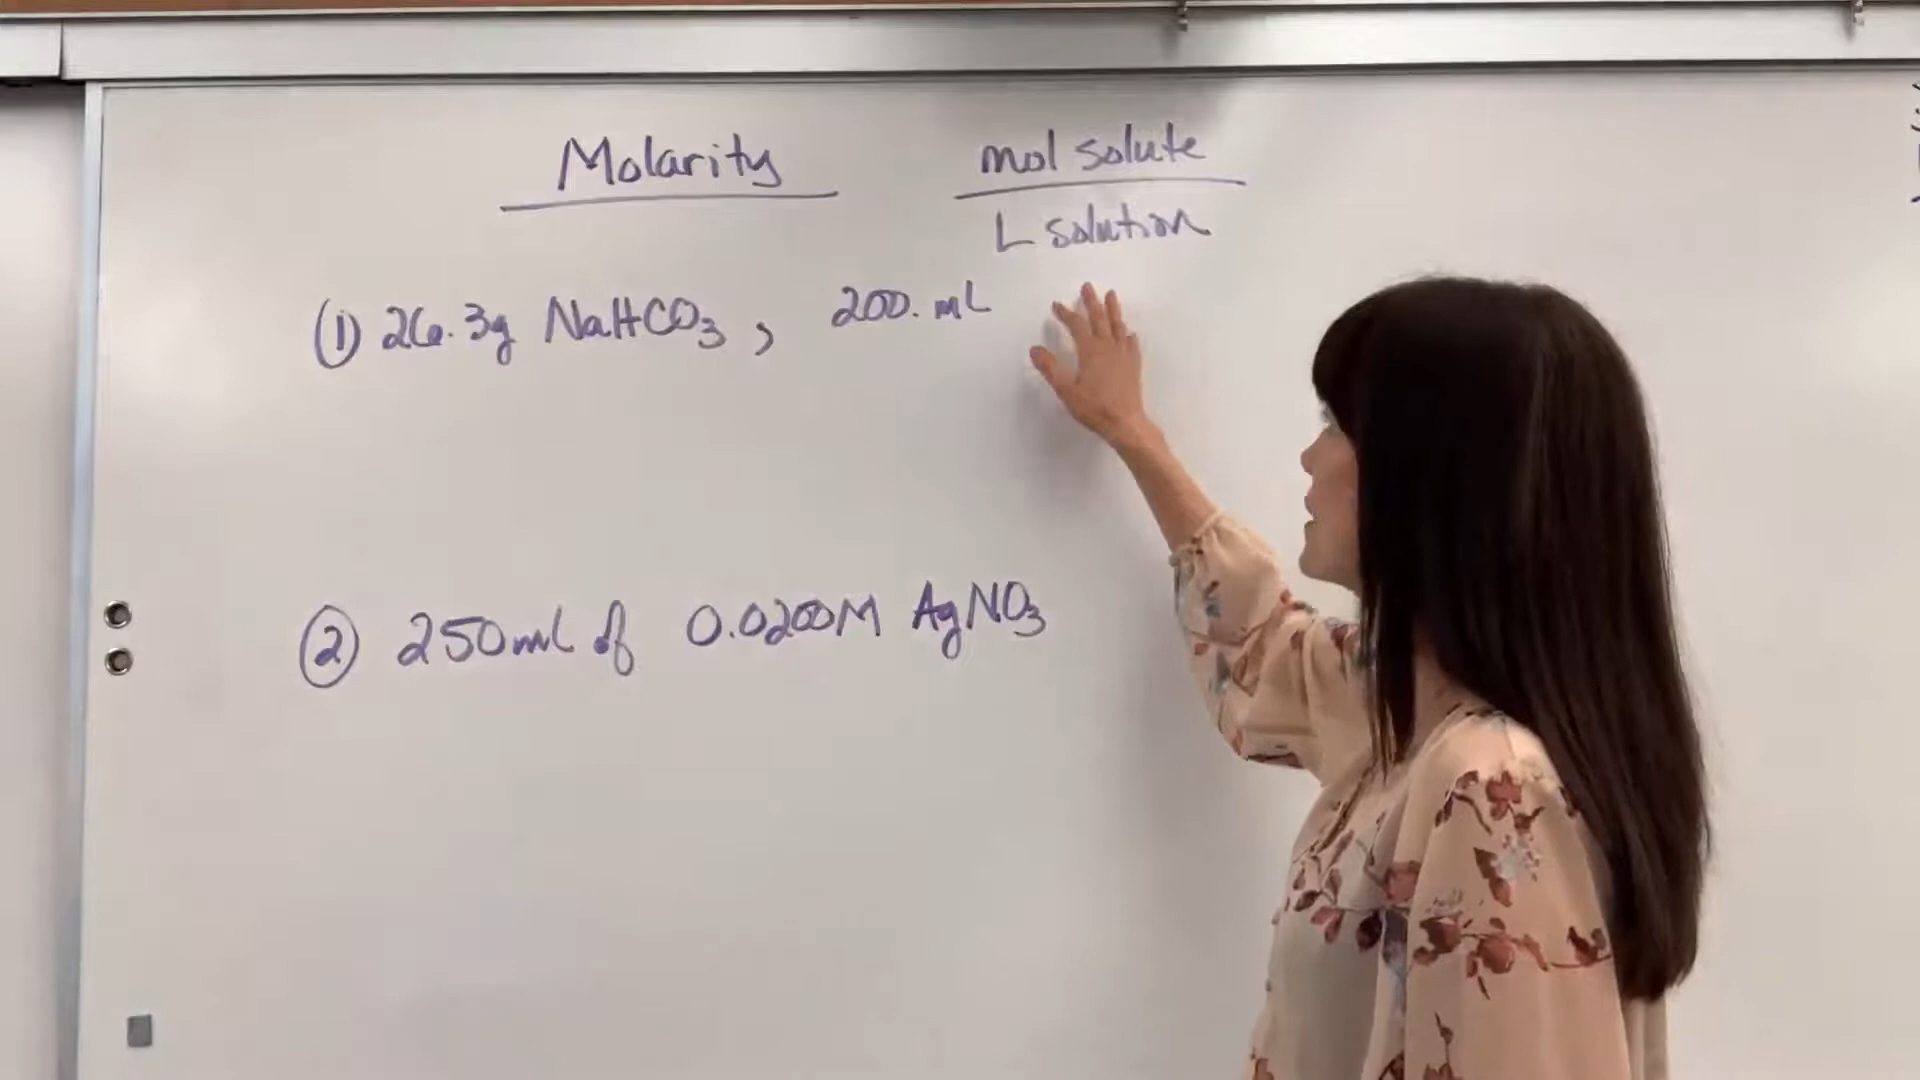 Molarity
mol solute
L solution
(1) 26.3g NaHCO3, 200. mL
(2) 250ml of 0.0200M AgNO3